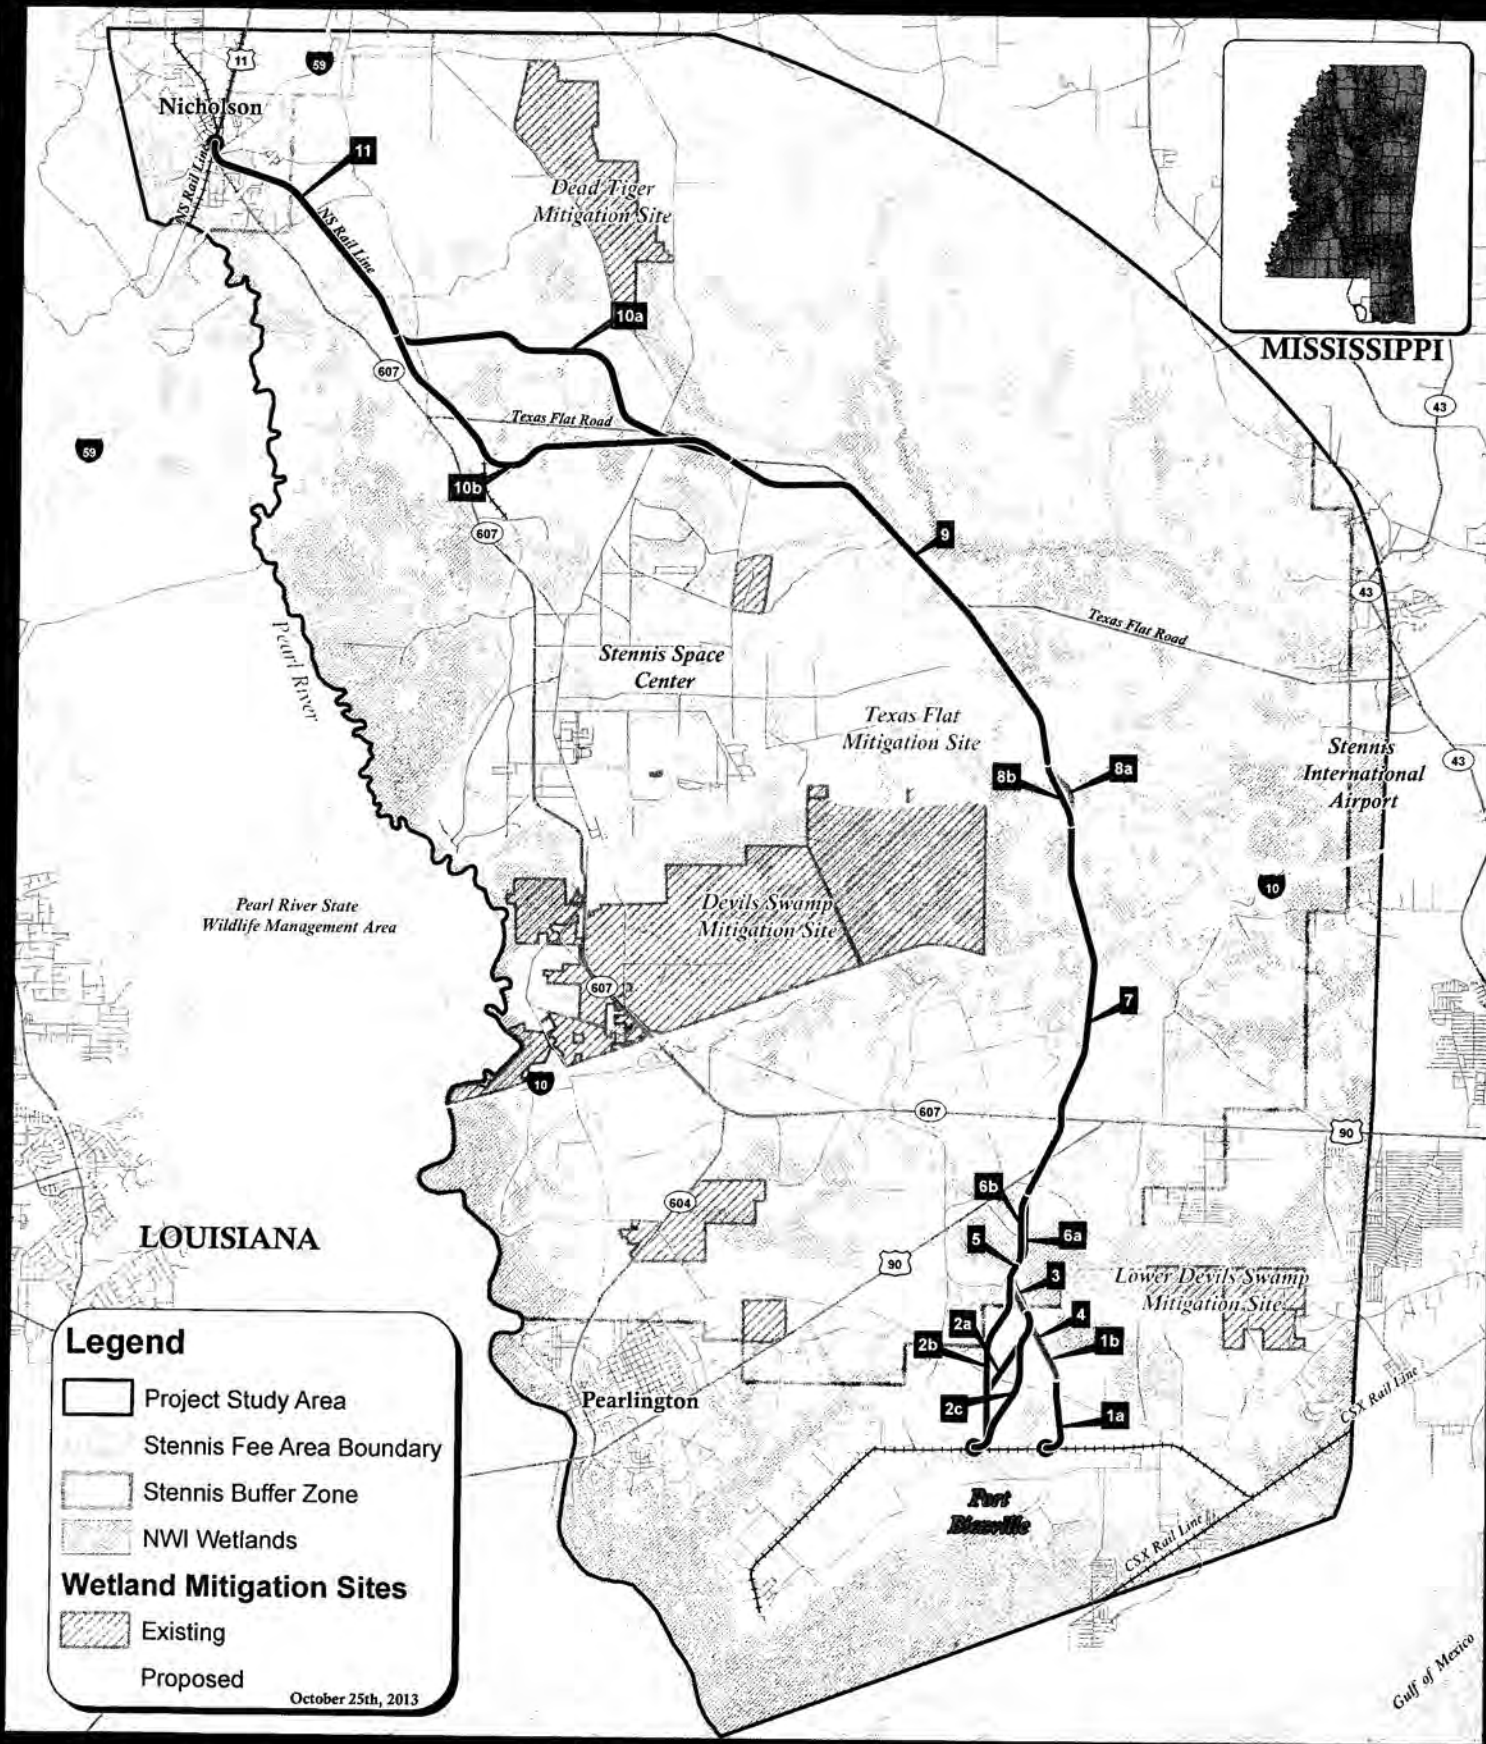 11
59
Nicholson
NS Rail Line
11
NS Rail Line
Dead Tiger
Mitigation Site
MISSISSIPPI
10a
607
43
Texas Flat Road
59
10b
607
9
43
Texas Flat Road
Pearl River
Stennis Space
Center
Texas Flat
Mitigation Site
Stennis
International
Airport
43
8b
8a
10
Pearl River State
Wildlife Management Area
Devils Swamp
Mitigation Site
607
7
10
607
90
6b
604
6a
LOUISIANA
5
90
3
Lower Devils Swamp
Mitigation Site
4
2a
2b
1b
Pearlington
2c
1a
CSX Rail Line
Port
Bienville
CSX Rail Line
Gulf of Mexico
Legend
Project Study Area
Stennis Fee Area Boundary
Stennis Buffer Zone
NWI Wetlands
Wetland Mitigation Sites
Existing
Proposed
October 25th, 2013